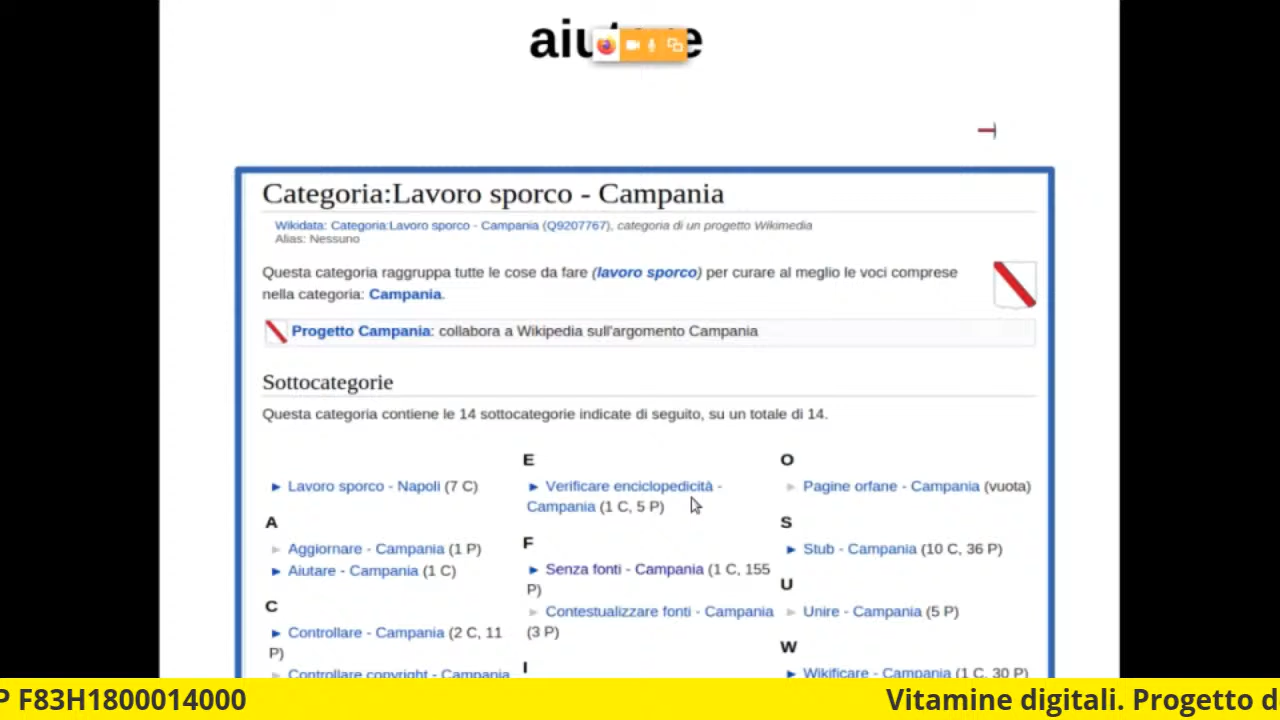 Categoria:Lavoro sporco - Campania
Wikidata: Categoria:Lavoro sporco - Campania (Q9207767), categoria di un progetto Wikimedia
Alias: Nessuno
Questa categoria raggruppa tutte le cose da fare (lavoro sporco) per curare al meglio le voci comprese
nella categoria: Campania.
Progetto Campania: collabora a Wikipedia sull'argomento Campania
Sottocategorie
Questa categoria contiene le 14 sottocategorie indicate di seguito, su un totale di 14.
► Lavoro sporco - Napoli (7 C)
A
► Aggiornare - Campania (1 P)
► Aiutare - Campania (1 C)
C
► Controllare - Campania (2 C, 11
P)
Controllare copyright - Campania
E
► Verificare enciclopedicità -
Campania (1 C, 5 P)
F
► Senza fonti - Campania (1 C, 155
P)
► Contestualizzare fonti - Campania
(3 P)
I
O
► Pagine orfane - Campania (vuota)
S
► Stub - Campania (10 C, 36 P)
U
► Unire - Campania (5 P)
W
► Wikificare - Campania (1 C, 30 P)
P F83H1800014000
Vitamine digitali. Progetto d